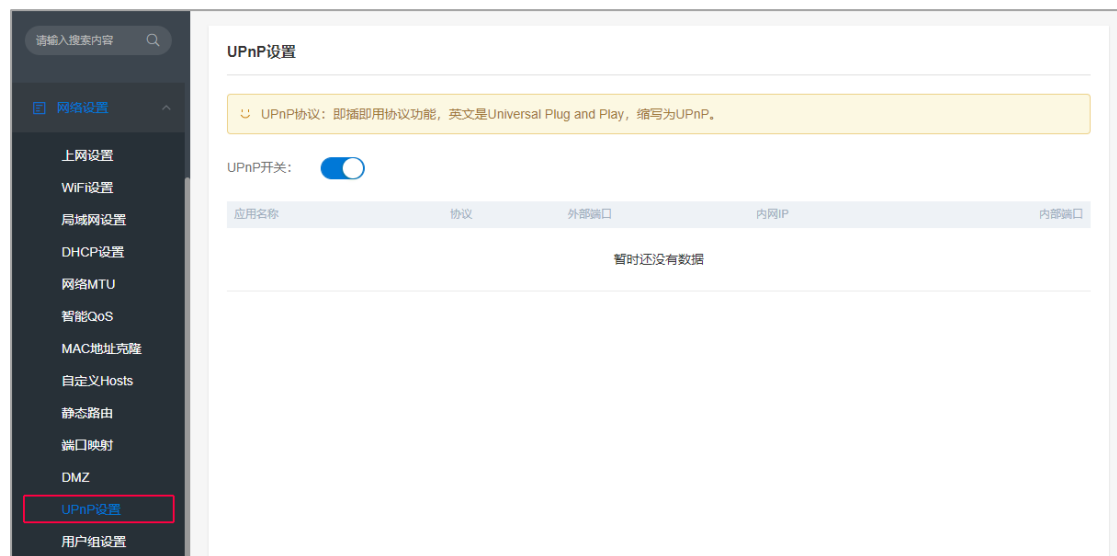 请输入搜索内容
网络设置
上网设置
WiFi设置
局域网设置
DHCP设置
网络MTU
智能QoS
MAC地址克隆
自定义Hosts
静态路由
端口映射
DMZ
UPnP设置
用户组设置
UPnP设置
UPnP协议：即插即用协议功能，英文是Universal Plug and Play，缩写为UPnP。
UPnP开关：
应用名称 协议 外部端口 内网IP 内部端口
暂时还没有数据